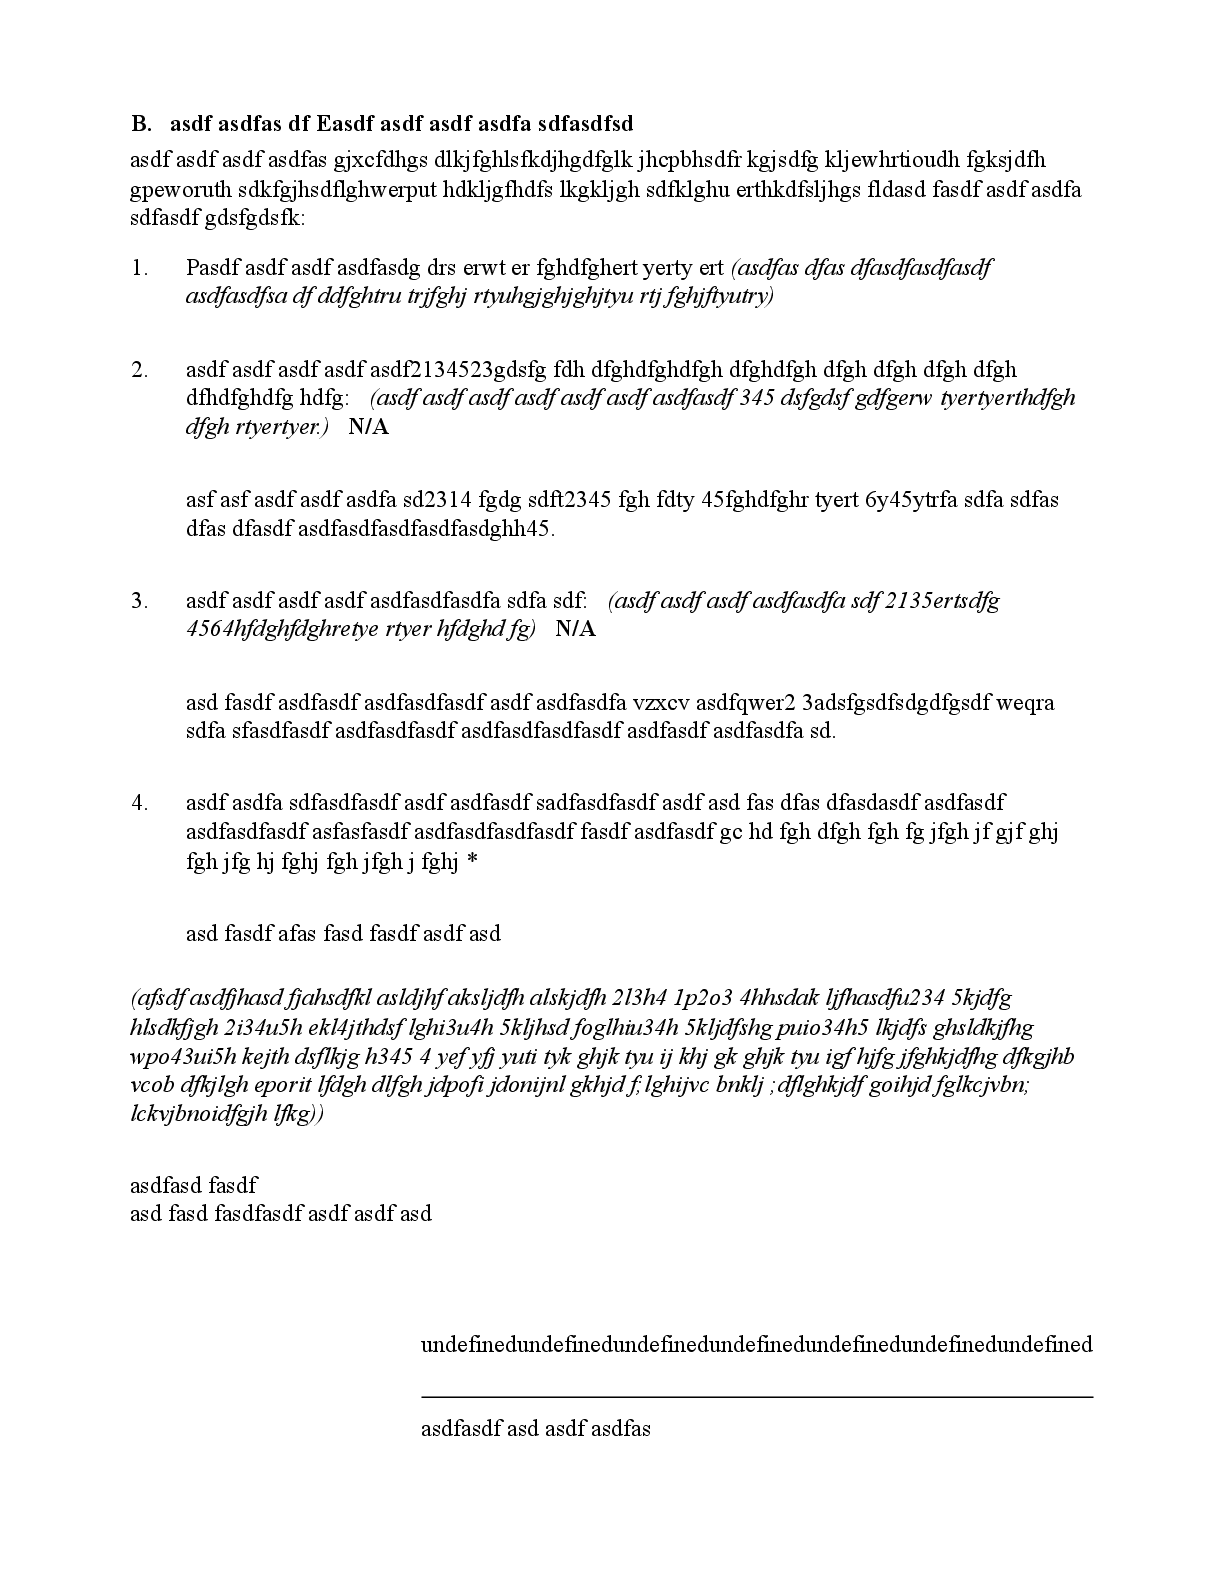 B. asdf asdfas df Easdf asdf asdf asdfa sdfasdfsd
asdf asdf asdf asdfas gjxcfdhgs dlkjfghlsfkdjhgdfglk jhcpbhsdfr kgjsdfg kljewhrtioudh fgksjdfh
gpeworuth sdkfgjhsdflghwerput hdkljgfhdfs lkgkljgh sdfklghu erthkdfsljhgs fldasd fasdf asdf asdfa
sdfasdf gdsfgdsfk:
1. Pasdf asdf asdf asdfasdg drs erwt er fghdfghert yerty ert (asdfas dfas dfasdfasdfasdf
asdfasdfsa df ddfghtru trjfghj rtyuhgjghjghjtyu rtj fghjftyutry)
2. asdf asdf asdf asdf asdf2134523gdsfg fdh dfghdfghdfgh dfghdfgh dfgh dfgh dfgh dfgh
dfhdfghdfg hdfg: (asdf asdf asdf asdf asdf asdf asdfasdf 345 dsfgdsf gdfgerw tyertyerthdfgh
dfgh rtyertyer.) N/A
asf asf asdf asdf asdfa sd2314 fgdg sdft2345 fgh fdty 45fghdfghr tyert 6y45ytrfa sdfa sdfas
dfas dfasdf asdfasdfasdfasdfasdghh45.
3. asdf asdf asdf asdf asdfasdfasdfa sdfa sdf: (asdf asdf asdf asdfasdfa sdf 2135ertsdfg
4564hfdghfdghretye rtyer hfdghd fg) N/A
asd fasdf asdfasdf asdfasdfasdf asdf asdfasdfa vzxcv asdfqwer2 3adsfgsdfsdgdfgsdf weqra
sdfa sfasdfasdf asdfasdfasdf asdfasdfasdfasdf asdfasdf asdfasdfa sd.
4. asdf asdfa sdfasdfasdf asdf asdfasdf sadfasdfasdf asdf asd fas dfas dfasdasdf asdfasdf
asdfasdfasdf asfasfasdf asdfasdfasdfasdf fasdf asdfasdf gc hd fgh dfgh fgh fg jfgh jf gjf ghj
fgh jfg hj fghj fgh jfgh j fghj *
asd fasdf afas fasd fasdf asdf asd
(afsdf asdfjhasd fjahsdfkl asldjhf aksljdfh alskjdfh 2l3h4 1p2o3 4hhsdak ljfhasdfu234 5kjdfg
hlsdkfjgh 2i34u5h ekl4jthdsf lghi3u4h 5kljhsd foglhiu34h 5kljdfshg puio34h5 lkjdfs ghsldkjfhg
wpo43ui5h kejth dsflkjg h345 4 yef yfj yuti tyk ghjk tyu ij khj gk ghjk tyu igf hjfg jfghkjdfhg dfkgjhb
vcob dfkjlgh eporit lfdgh dlfgh jdpofi jdonijnl gkhjd f; lghijvc bnklj ;dflghkjdf goihjd fglkcjvbn;
lckvjbnoidfgjh lfkg))
asdfasd fasdf
asd fasd fasdfasdf asdf asdf asd
undefinedundefinedundefinedundefinedundefinedundefinedundefined
asdfasdf asd asdf asdfas